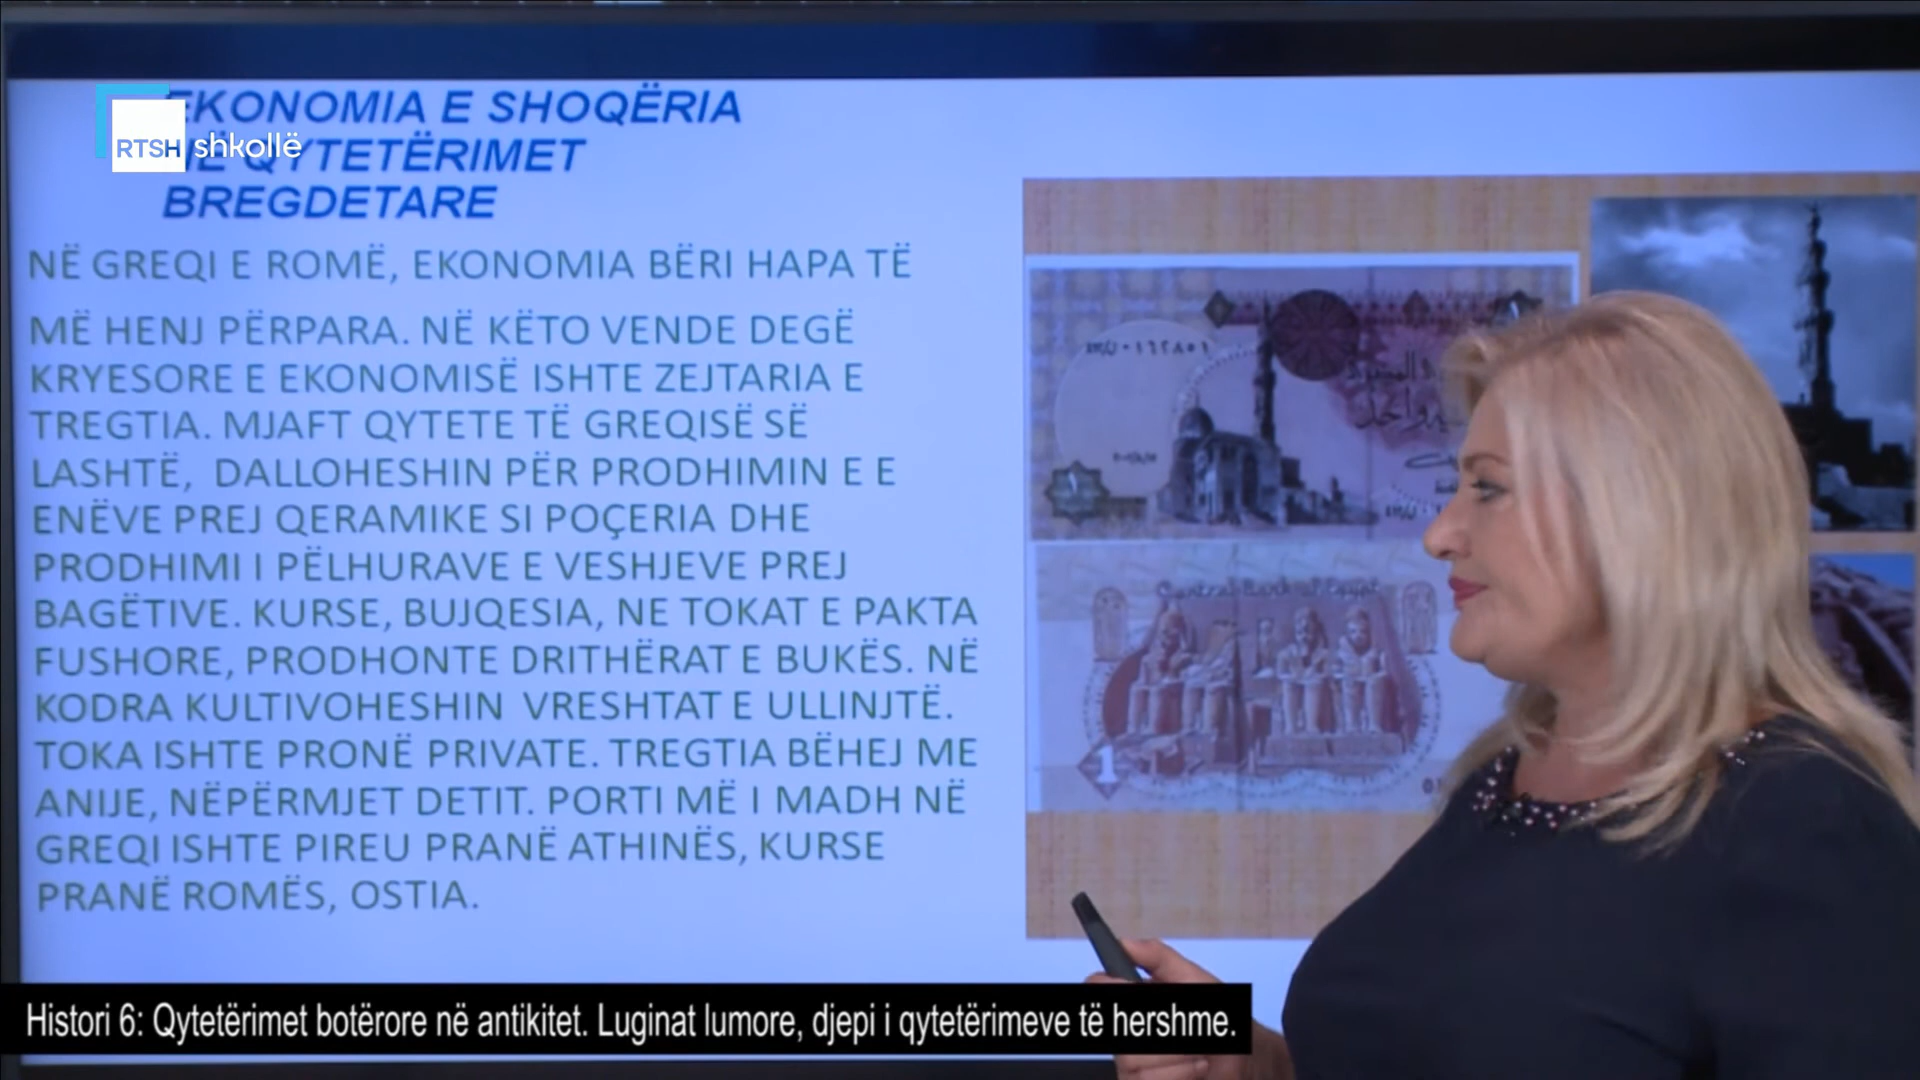 EKONOMIA E SHOQËRIA
NË QYTETËRIMET
BREGDETARE
RTSH shkollë
NË GREQI E ROMË, EKONOMIA BËRI HAPA TË
MË HENJ PËRPARA. NË KËTO VENDE DEGË
KRYESORE E EKONOMISË ISHTE ZEJTARIA E
TREGTIA. MJAFT QYTETE TË GREQISË SË
LASHTË, DALLOHESHIN PËR PRODHIMIN E E
ENËVE PREJ QERAMIKE SI POÇERIA DHE
PRODHIMI I PËLHURAVE E VESHJEVE PREJ
BAGËTIVE. KURSE, BUJQESIA, NE TOKAT E PAKTA
FUSHORE, PRODHONTE DRITHËRAT E BUKËS. NË
KODRA KULTIVOHESHIN VRESHTAT E ULLINJTË.
TOKA ISHTE PRONË PRIVATE. TREGTIA BËHEJ ME
ANIJE, NËPËRMJET DETIT. PORTI MË I MADH NË
GREQI ISHTE PIREU PRANË ATHINËS, KURSE
PRANË ROMËS, OSTIA.
Central Bank of Egypt
1
Histori 6: Qytetërimet botërore në antikitet. Luginat lumore, djepi i qytetërimeve të hershme.